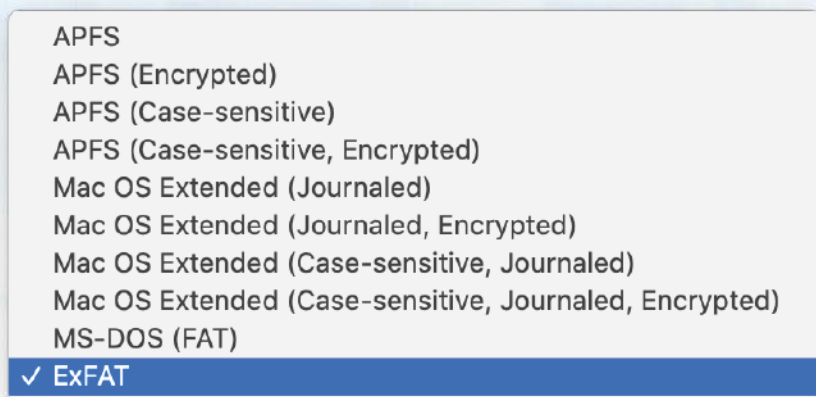 APFS
APFS (Encrypted)
APFS (Case-sensitive)
APFS (Case-sensitive, Encrypted)
Mac OS Extended (Journaled)
Mac OS Extended (Journaled, Encrypted)
Mac OS Extended (Case-sensitive, Journaled)
Mac OS Extended (Case-sensitive, Journaled, Encrypted)
MS-DOS (FAT)
✓ ExFAT